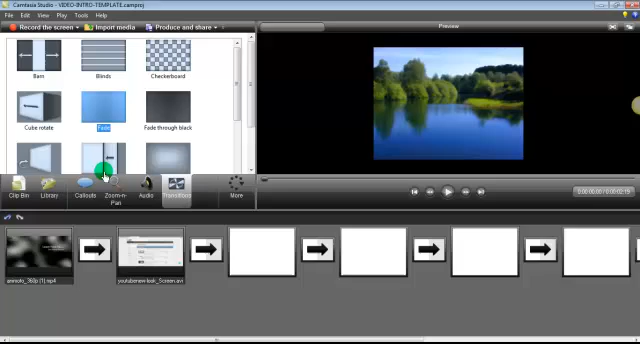 Camtasia Studio - VIDEO-INTRO-TEMPLATE.camproj
File Edit View Play Tools Help
Record the screen Import media Produce and share
Preview
Barn Blinds Checkerboard
Cube rotate Fade Fade through black
Clip Bin Library Callouts Zoom-n-Pan Audio Transitions More
0:00:00;00 / 0:00:02;19
youtubenew-look_Screen.avi